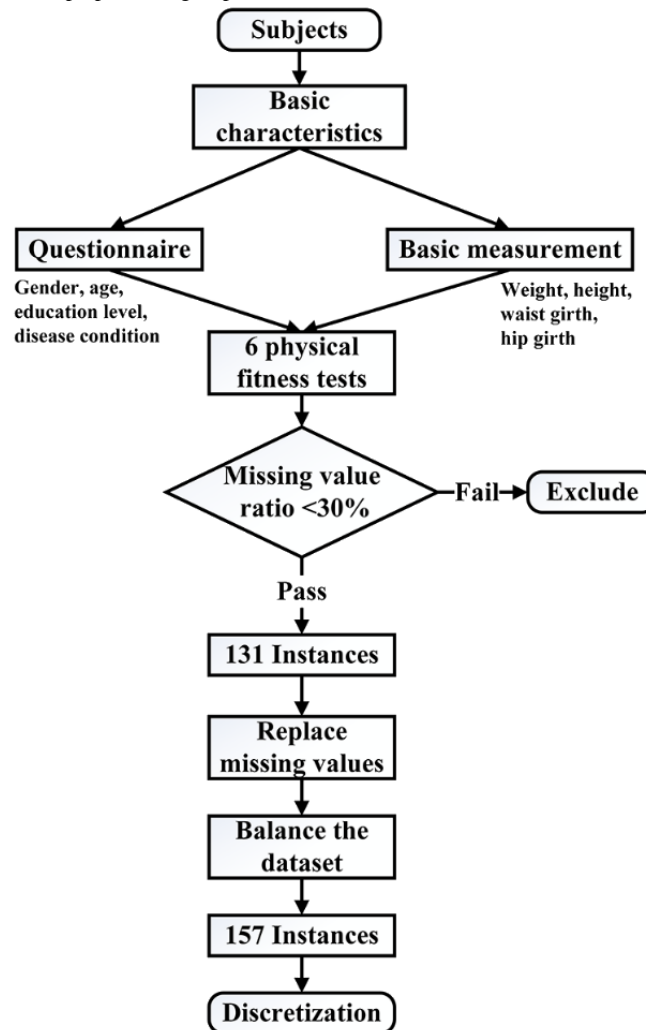 Subjects
Basic
characteristics
Questionnaire
Basic measurement
Gender, age,
education level,
disease condition
Weight, height,
waist girth,
hip girth
6 physical
fitness tests
Missing value
ratio <30%
Fail
Exclude
Pass
131 Instances
Replace
missing values
Balance the
dataset
157 Instances
Discretization